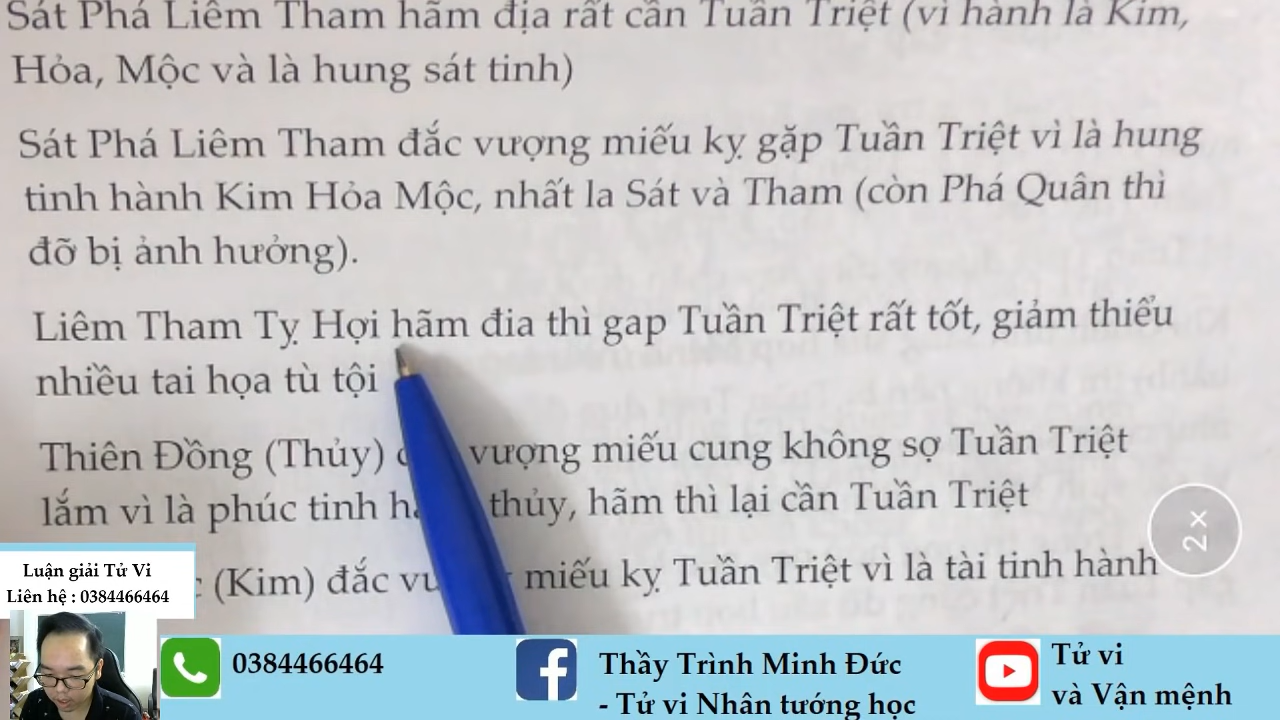 Sát Phá Liêm Tham hãm địa rất cần Tuần Triệt (vì hành là Kim,
Hỏa, Mộc và là hung sát tinh)
Sát Phá Liêm Tham đắc vượng miếu kỵ gặp Tuần Triệt vì là hung
tinh hành Kim Hỏa Mộc, nhất la Sát và Tham (còn Phá Quân thì
đỡ bị ảnh hưởng).
Liêm Tham Tỵ Hợi hãm đia thì gap Tuần Triệt rất tốt, giảm thiểu
nhiều tai họa tù tội
Thiên Đồng (Thủy) vượng miếu cung không sợ Tuần Triệt
lắm vì là phúc tinh thủy, hãm thì lại cần Tuần Triệt
(Kim) đắc miếu kỵ Tuần Triệt vì là tài tinh hành
2×
Luận giải Tử Vi
Liên hệ : 0384466464
0384466464
Thầy Trình Minh Đức
- Tử vi Nhân tướng học
Tử vi
và Vận mệnh